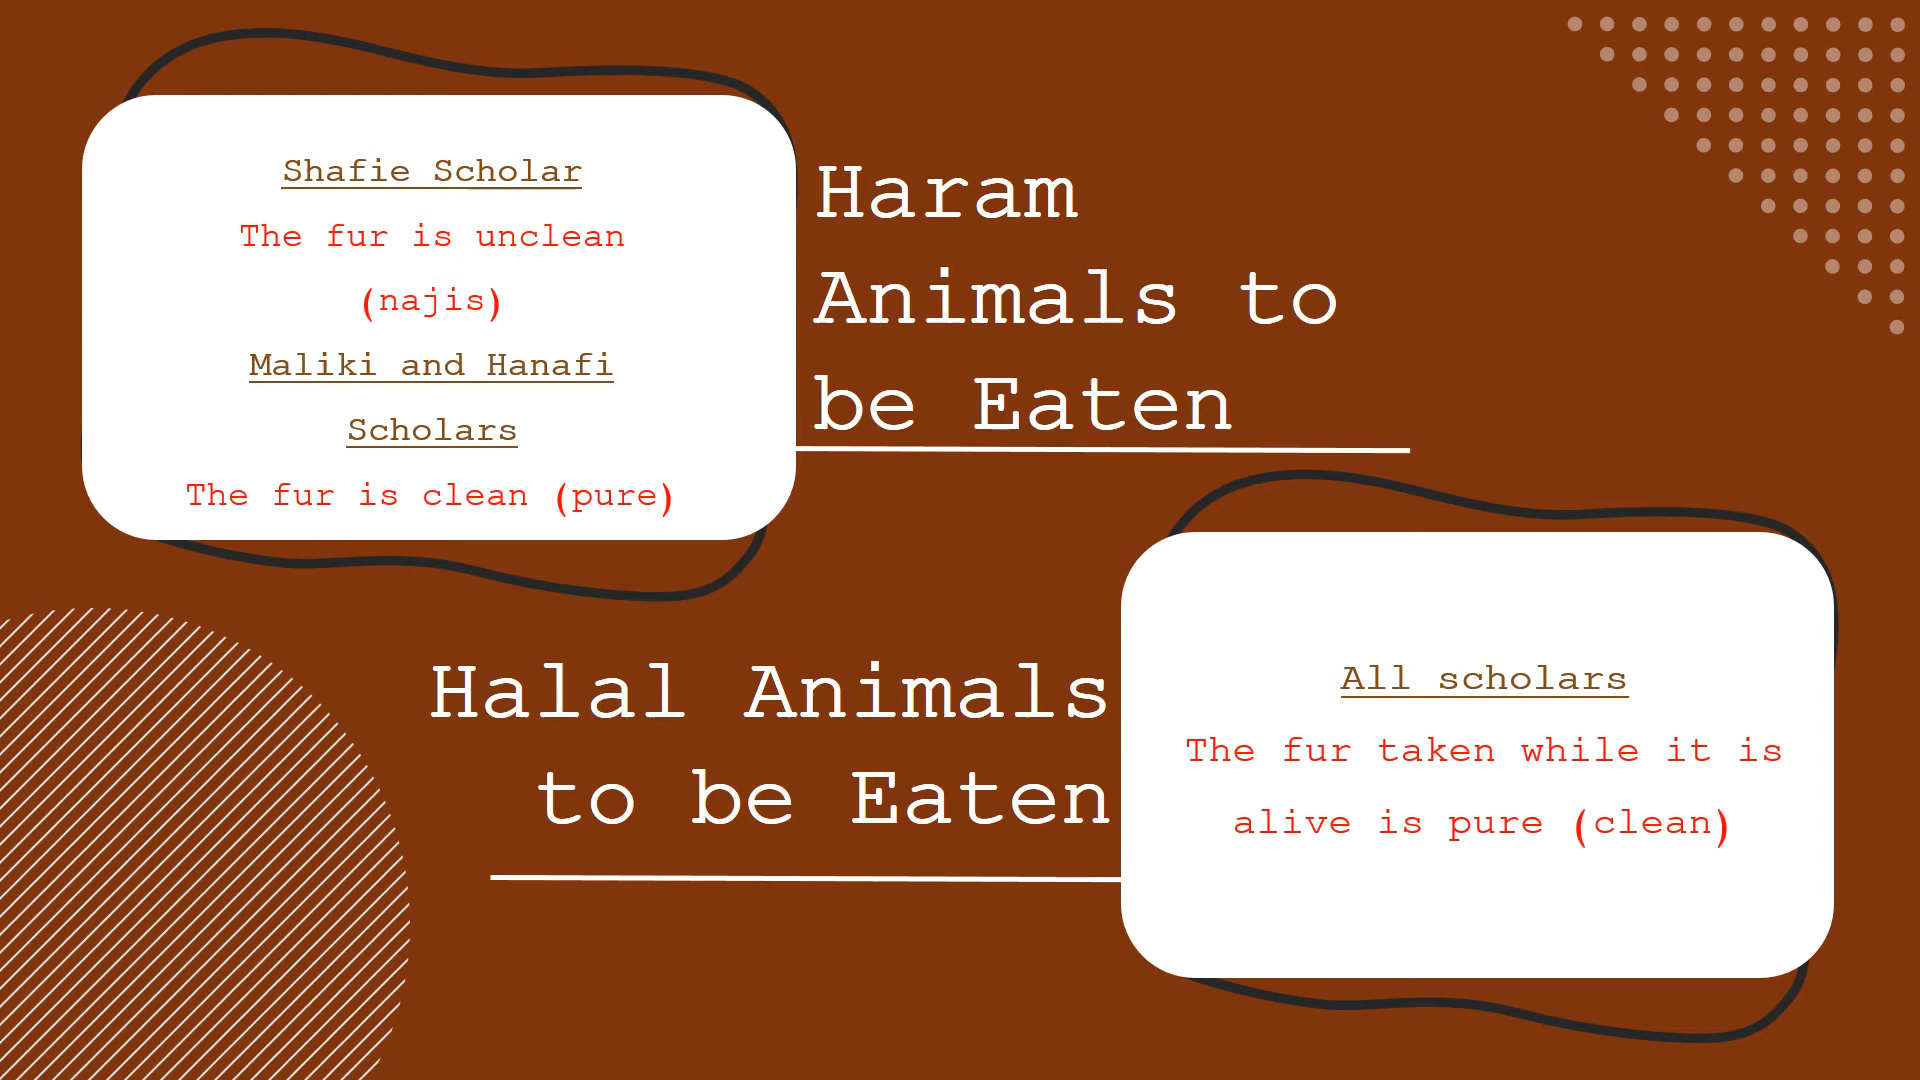 Shafie Scholar
The fur is unclean
(najis)
Maliki and Hanafi
Scholars
The fur is clean (pure)
Haram
Animals to
be Eaten
Halal Animals
to be Eaten
All scholars
The fur taken while it is
alive is pure (clean)